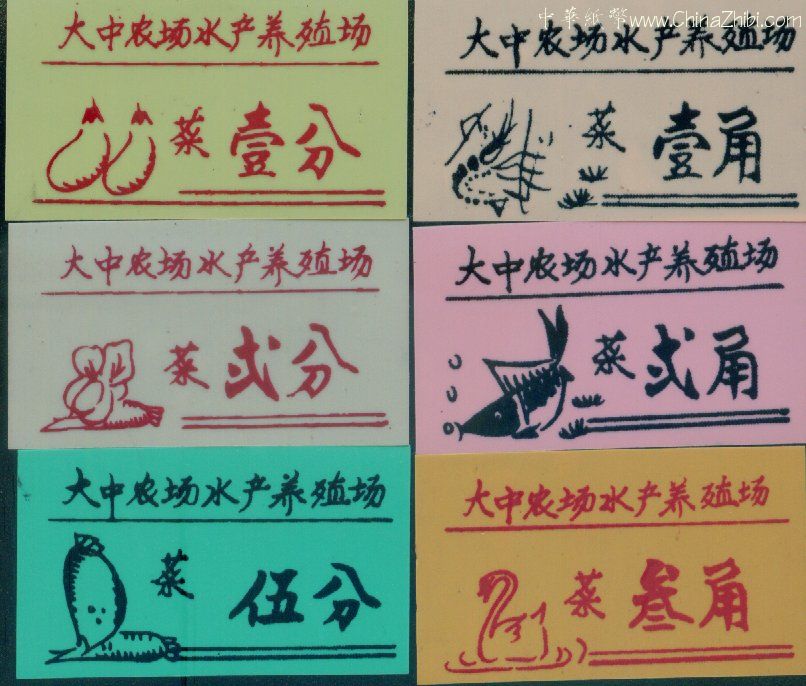 中華紙幣 www.ChinaZhibi.com
大中农场水产养殖场
菜 壹分
大中农场水产养殖场
菜 壹角
大中农场水产养殖场
菜 弍分
大中农场水产养殖场
菜 弍角
大中农场水产养殖场
菜 伍分
大中农场水产养殖场
菜 叁角